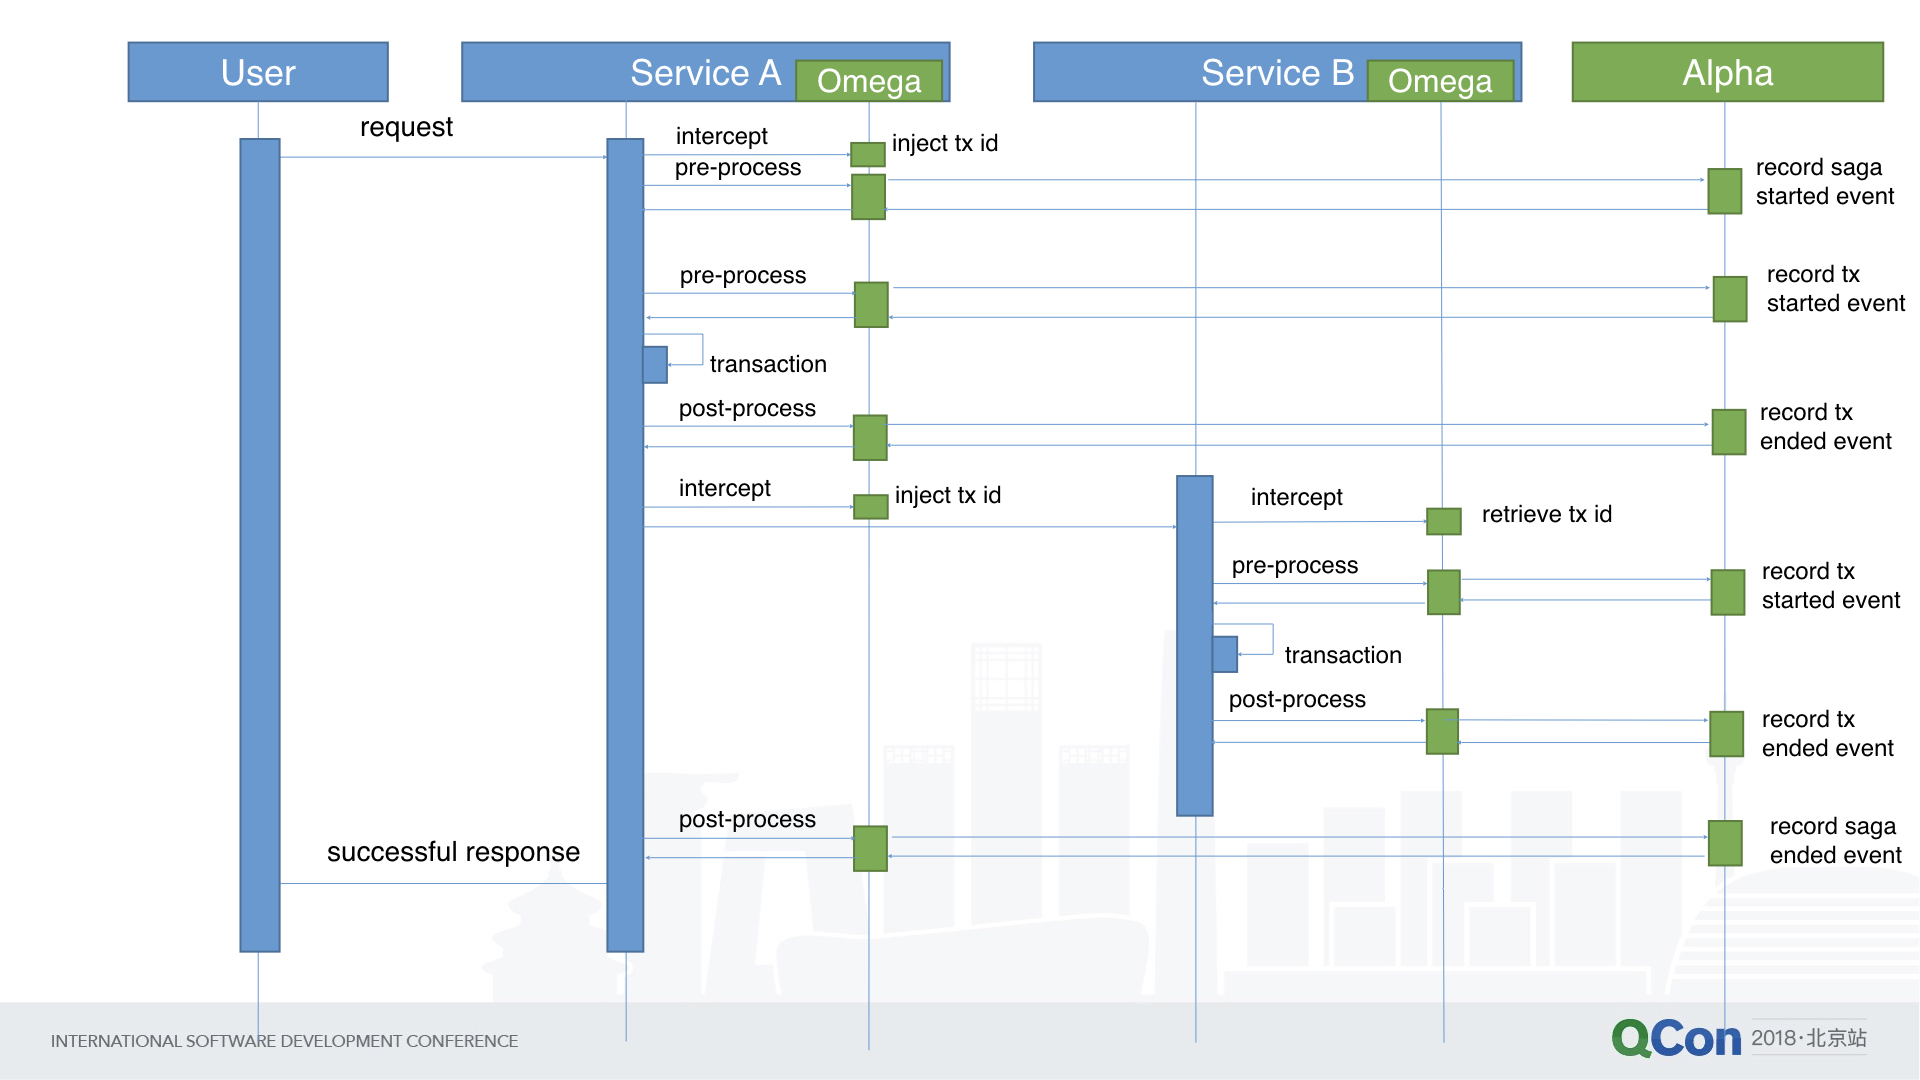 User
Service A
Omega
Service B
Omega
Alpha
request
intercept
inject tx id
pre-process
record saga
started event
pre-process
record tx
started event
transaction
post-process
record tx
ended event
intercept
inject tx id
intercept
retrieve tx id
pre-process
record tx
started event
transaction
post-process
record tx
ended event
post-process
record saga
ended event
successful response
INTERNATIONAL SOFTWARE DEVELOPMENT CONFERENCE
QCon
2018·北京站